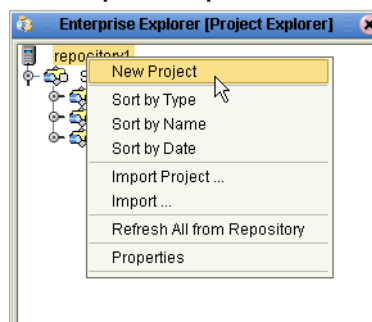 Enterprise Explorer [Project Explorer]
repository1
S
New Project
Sort by Type
Sort by Name
Sort by Date
Import Project ...
Import ...
Refresh All from Repository
Properties